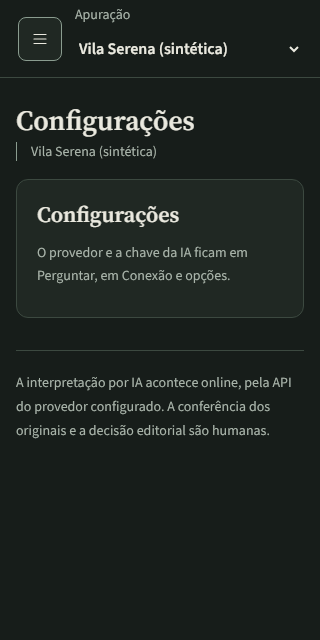 Apuração
Vila Serena (sintética)
Configurações
Vila Serena (sintética)
Configurações
O provedor e a chave da IA ficam em
Perguntar, em Conexão e opções.
A interpretação por IA acontece online, pela API
do provedor configurado. A conferência dos
originais e a decisão editorial são humanas.